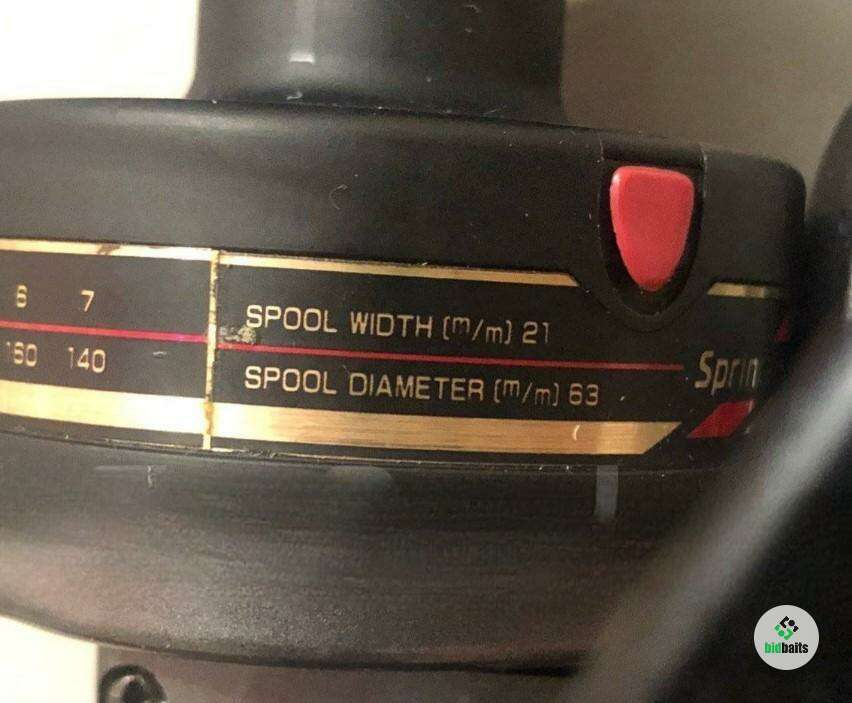 6 7
160 140
SPOOL WIDTH (m/m) 21
SPOOL DIAMETER (m/m) 63
bidbaits